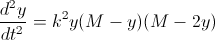 d²y/dt² = k²y(M − y)(M − 2y)